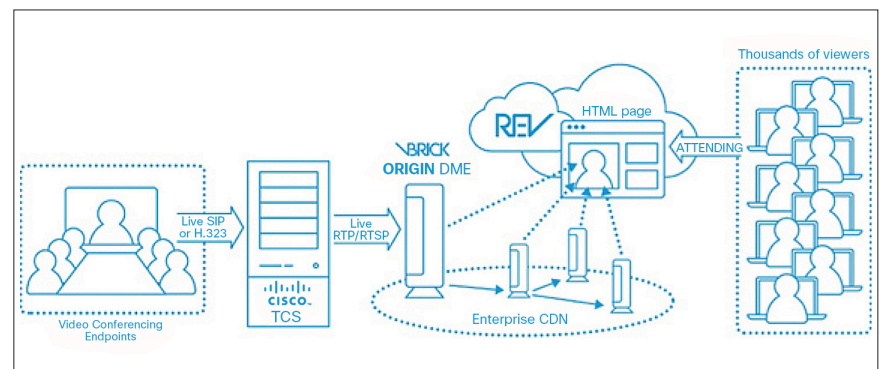 Video Conferencing
Endpoints
Live SIP
or H.323
CISCO™
TCS
Live
RTP/RTSP
VBRICK
ORIGIN DME
Enterprise CDN
REV
HTML page
ATTENDING
Thousands of viewers